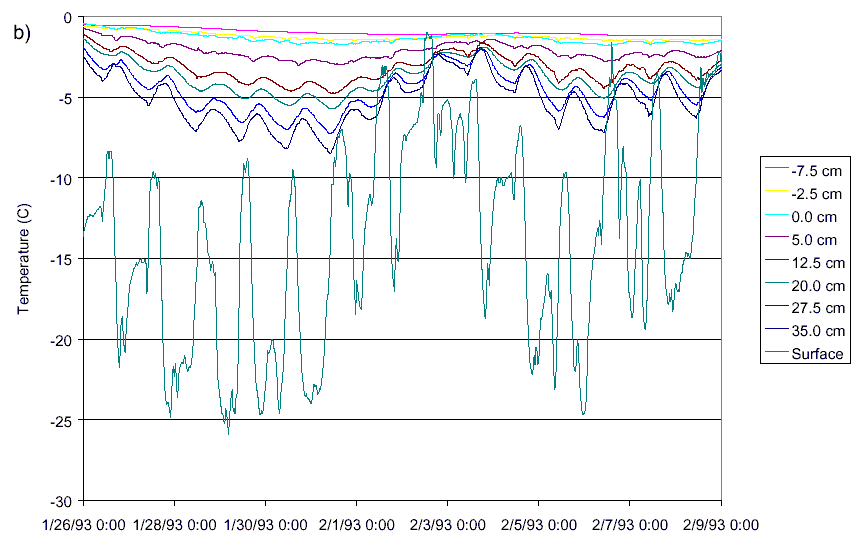 b)
0
-5
-10
-15
-20
-25
-30
Temperature (C)
1/26/93 0:00 1/28/93 0:00 1/30/93 0:00 2/1/93 0:00 2/3/93 0:00 2/5/93 0:00 2/7/93 0:00 2/9/93 0:00
-7.5 cm
-2.5 cm
0.0 cm
5.0 cm
12.5 cm
20.0 cm
27.5 cm
35.0 cm
Surface